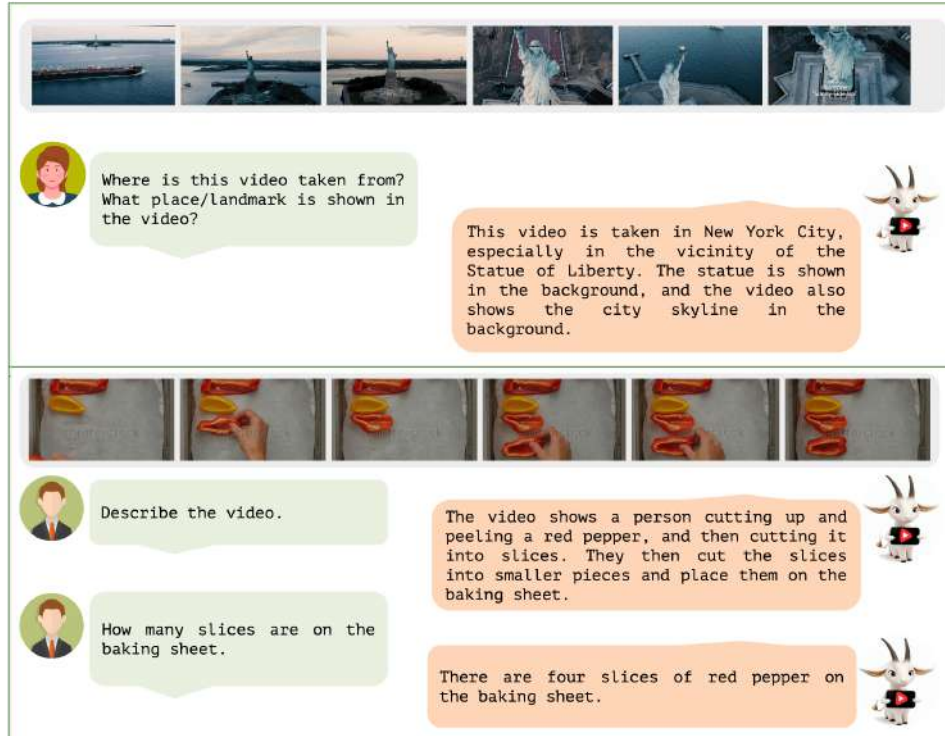 Where is this video taken from?
What place/landmark is shown in
the video?
This video is taken in New York City,
especially in the vicinity of the
Statue of Liberty. The statue is shown
in the background, and the video also
shows the city skyline in the
background.
Describe the video.
The video shows a person cutting up and
peeling a red pepper, and then cutting it
into slices. They then cut the slices
into smaller pieces and place them on the
baking sheet.
How many slices are on the
baking sheet.
There are four slices of red pepper on
the baking sheet.